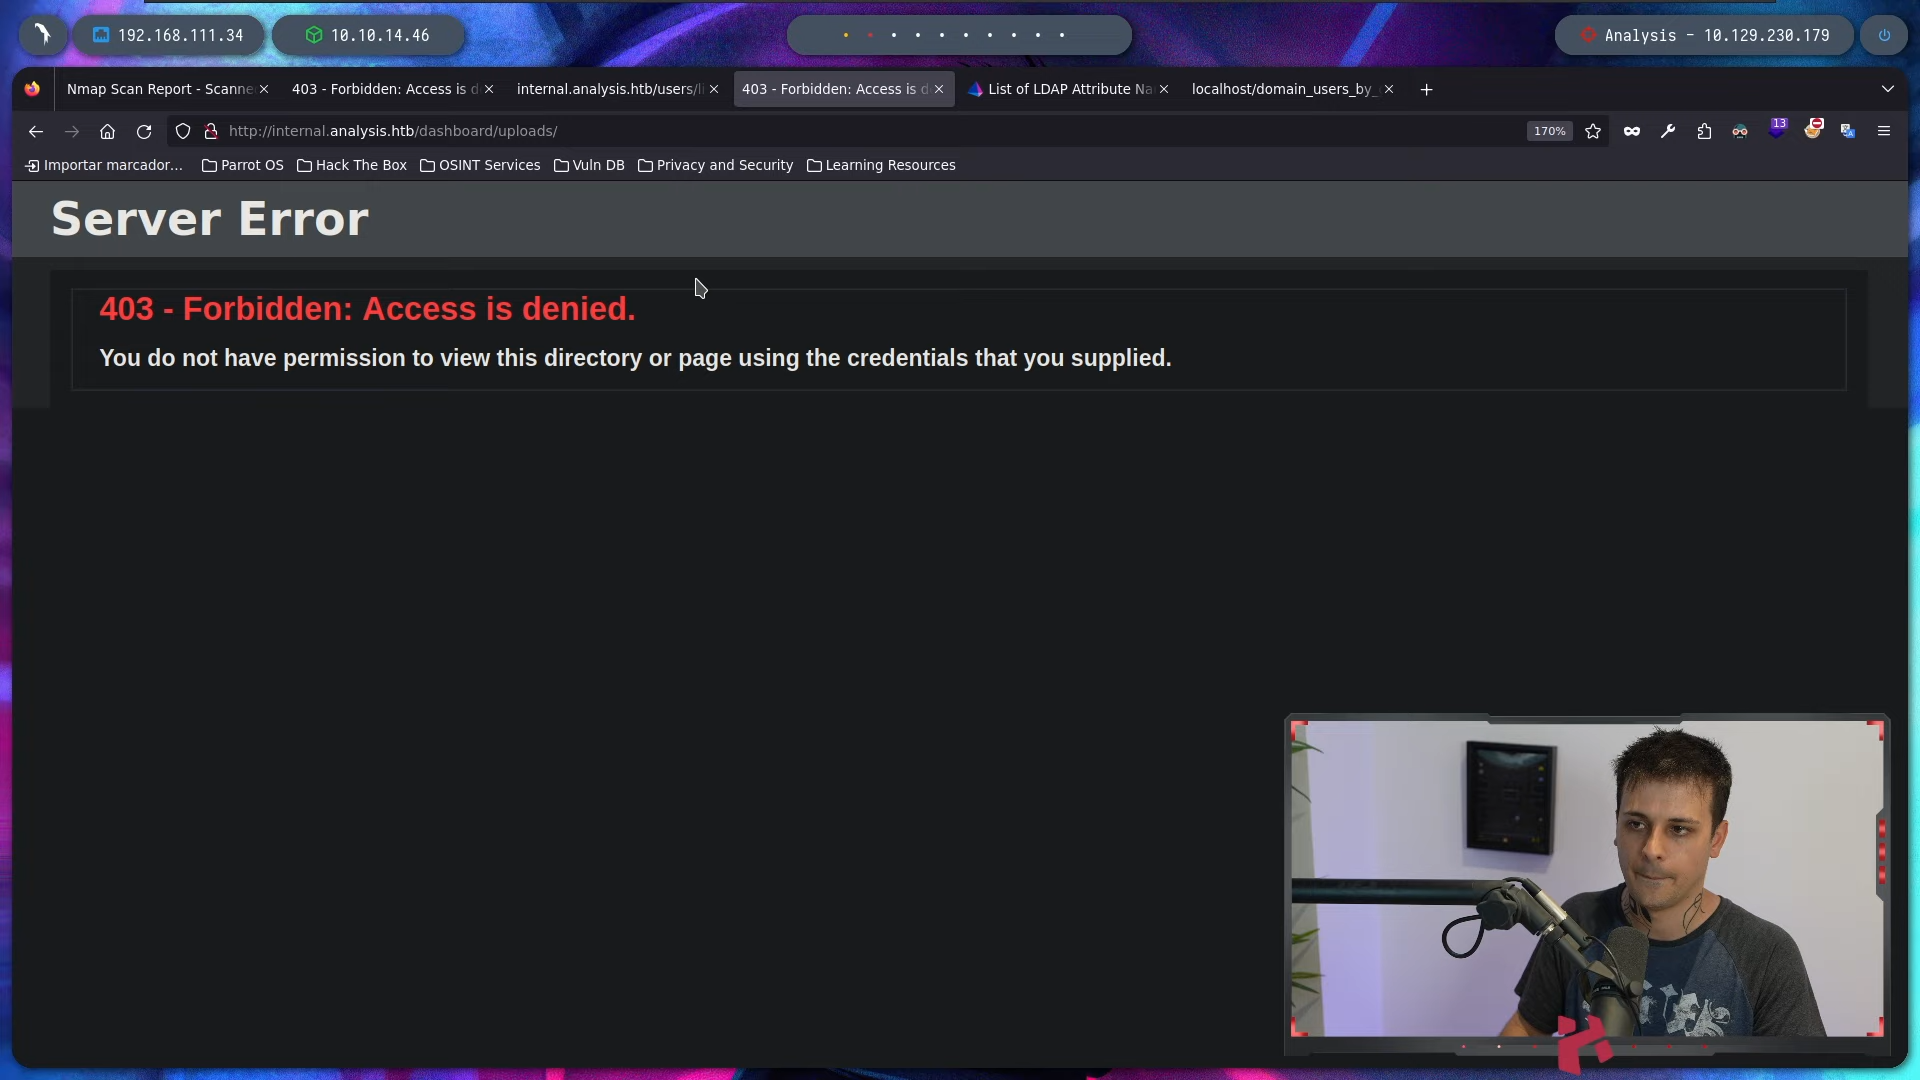 192.168.111.34
10.10.14.46
Analysis - 10.129.230.179
Nmap Scan Report - Scanne
403 - Forbidden: Access is d
internal.analysis.htb/users/li
403 - Forbidden: Access is d
List of LDAP Attribute Na
localhost/domain_users_by_
http://internal.analysis.htb/dashboard/uploads/
170%
13
Importar marcador...
Parrot OS
Hack The Box
OSINT Services
Vuln DB
Privacy and Security
Learning Resources
Server Error
403 - Forbidden: Access is denied.
You do not have permission to view this directory or page using the credentials that you supplied.